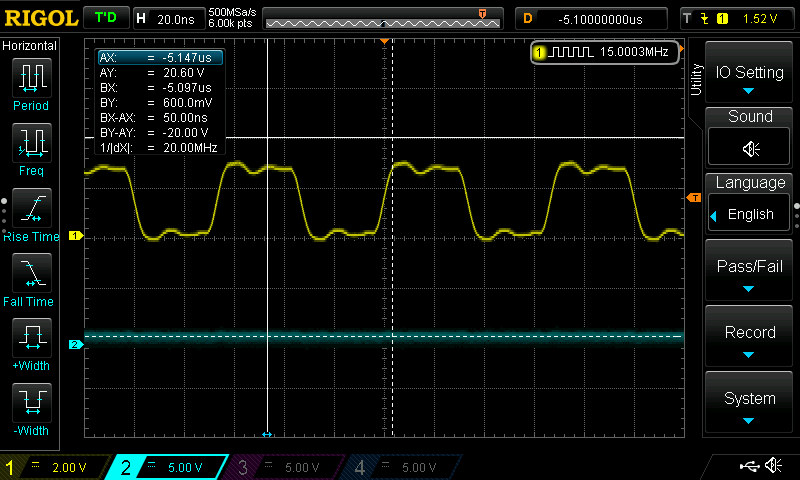 RIGOL T'D H 20.0ns 500MSa/s 6.00k pts D -5.10000000us T 1 1.52 V
Horizontal
Period
Freq
Rise Time
Fall Time
+Width
-Width
AX: = -5.147us
AY: = 20.60 V
BX: = -5.097us
BY: = 600.0mV
BX-AX: = 50.00ns
BY-AY: = -20.00 V
1/|dX|: = 20.00MHz
1 15.0003MHz
T
T
1
2
Utility
IO Setting
Sound
Language
English
Pass/Fail
Record
System
1 = 2.00 V 2 = 5.00 V 3 = 5.00 V 4 = 5.00 V